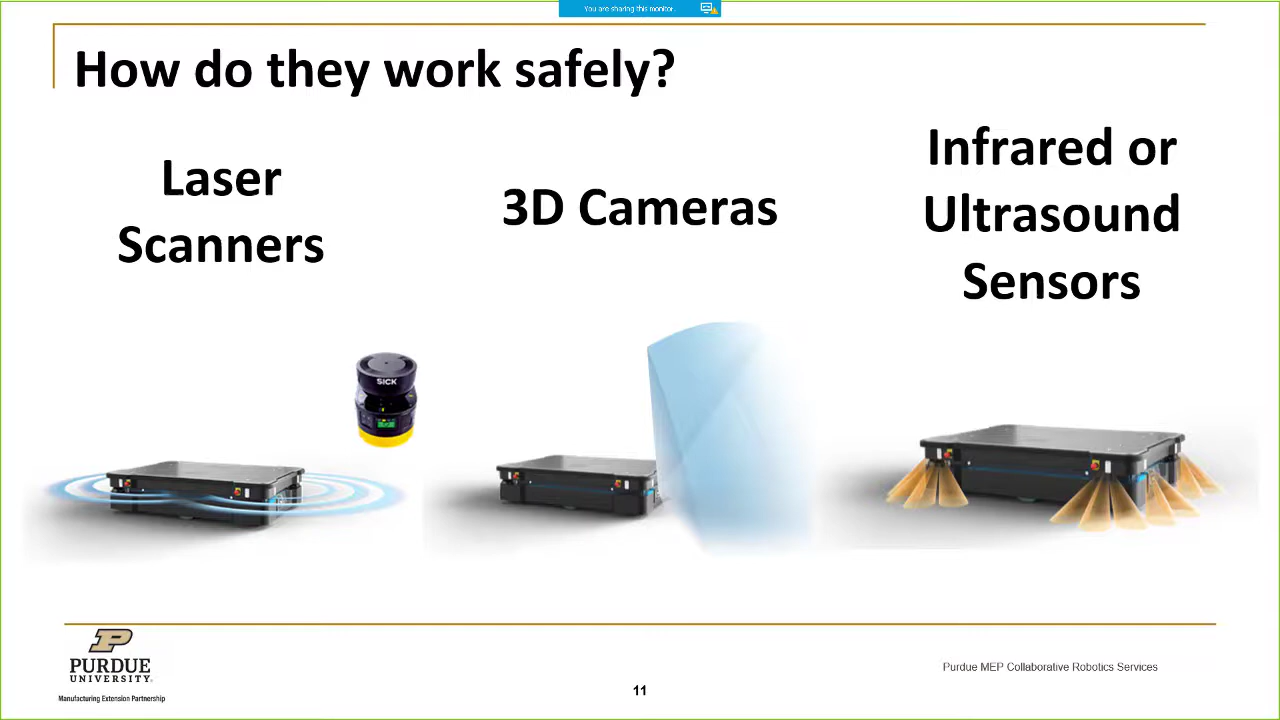 You are sharing this monitor.
How do they work safely?
Laser
Scanners
3D Cameras
Infrared or
Ultrasound
Sensors
SICK
P
PURDUE
UNIVERSITY.
Manufacturing Extension Partnership
11
Purdue MEP Collaborative Robotics Services